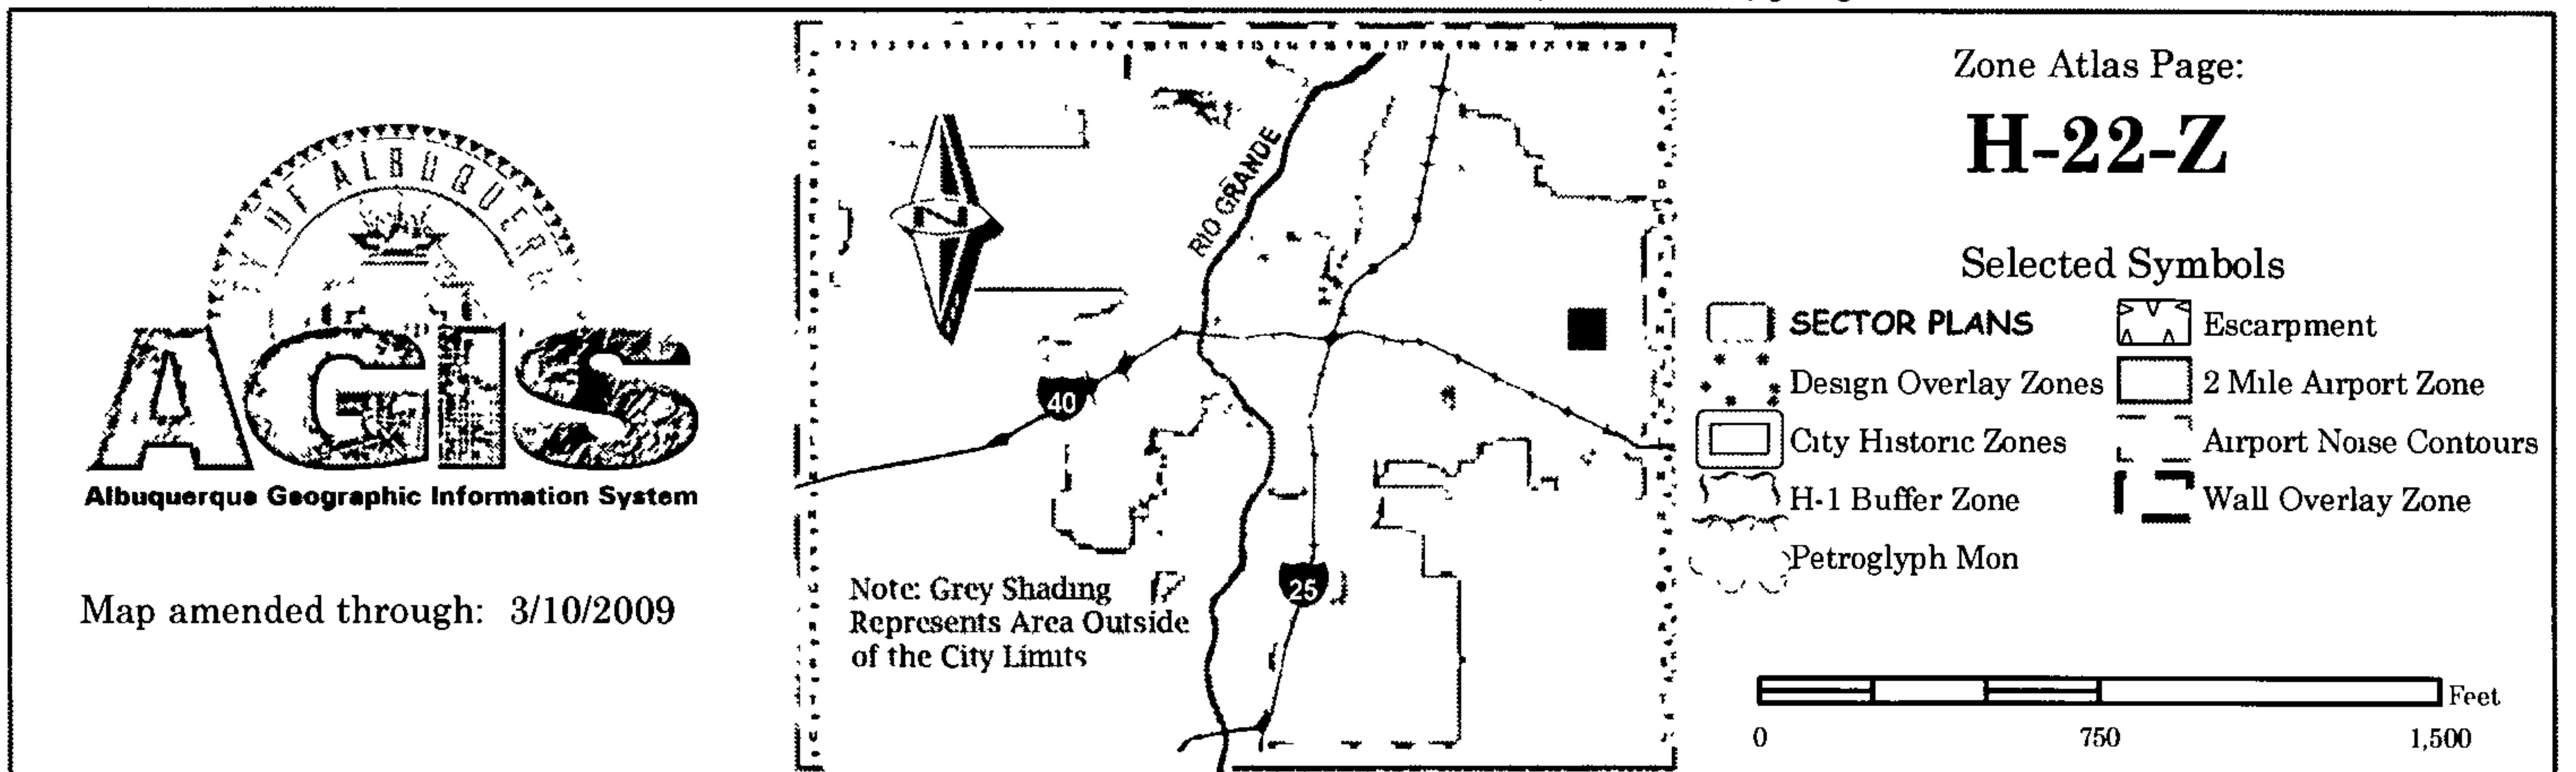 ALBUQUERQUE
AGIS
Albuquerque Geographic Information System
Map amended through: 3/10/2009
RIO GRANDE
40
25
Note: Grey Shading
Represents Area Outside
of the City Limits
Zone Atlas Page:
H-22-Z
Selected Symbols
SECTOR PLANS
Escarpment
Design Overlay Zones
2 Mile Airport Zone
City Historic Zones
Airport Noise Contours
H-1 Buffer Zone
Wall Overlay Zone
Petroglyph Mon
Feet
0 750 1,500